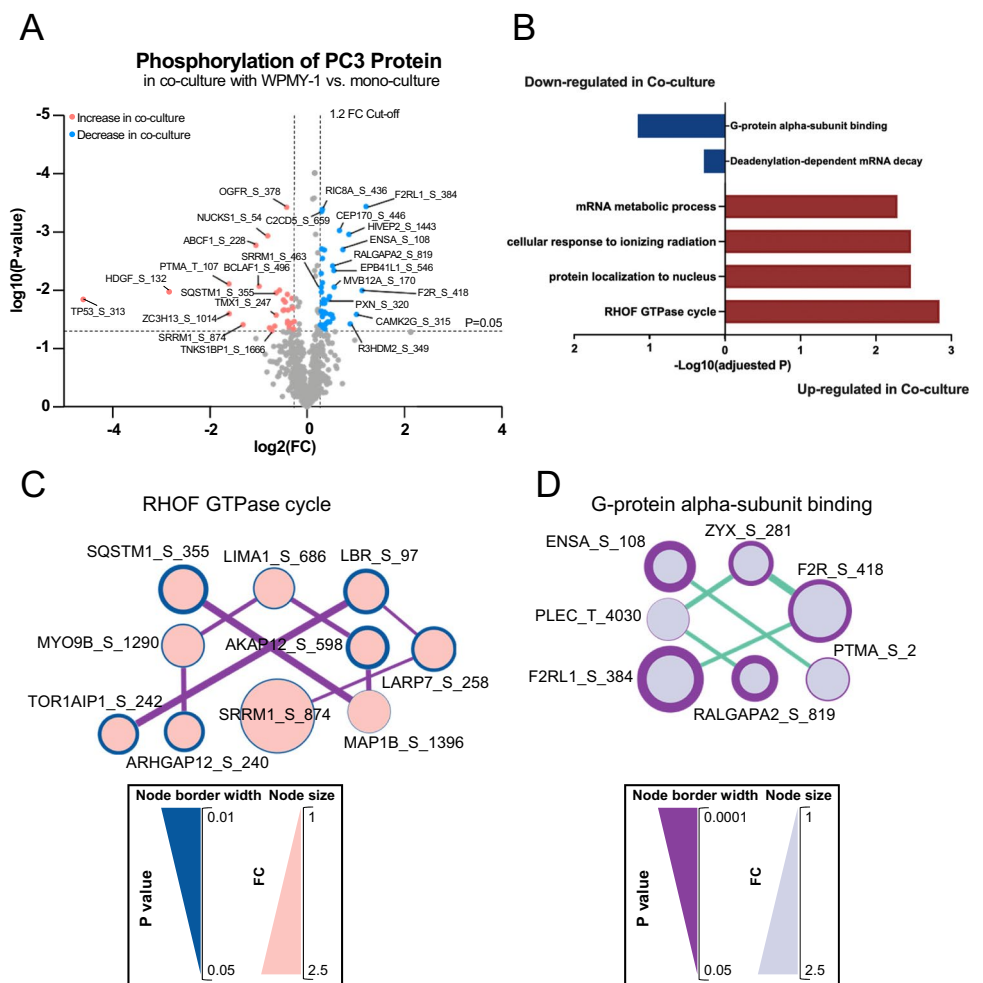 A
Phosphorylation of PC3 Protein
in co-culture with WPMY-1 vs. mono-culture
Increase in co-culture
Decrease in co-culture
1.2 FC Cut-off
-5
-4
-3
-2
-1
0
log10(P-value)
OGFR_S_378
RIC8A_S_436
F2RL1_S_384
NUCKS1_S_54
C2CD5_S_659
CEP170_S_446
HIVEP2_S_1443
ABCF1_S_228
ENSA_S_108
SRRM1_S_463
RALGAPA2_S_819
PTMA_T_107
BCLAF1_S_496
EPB41L1_S_546
HDGF_S_132
MVB12A_S_170
SQSTM1_S_355
F2R_S_418
TMX1_S_247
PXN_S_320
TP53_S_313
ZC3H13_S_1014
CAMK2G_S_315
P=0.05
SRRM1_S_874
TNKS1BP1_S_1666
R3HDM2_S_349
-4
-2
0
2
4
log2(FC)
B
Down-regulated in Co-culture
G-protein alpha-subunit binding
Deadenylation-dependent mRNA decay
mRNA metabolic process
cellular response to ionizing radiation
protein localization to nucleus
RHOF GTPase cycle
2
1
0
1
2
3
-Log10(adjusted P)
Up-regulated in Co-culture
C
RHOF GTPase cycle
SQSTM1_S_355
LIMA1_S_686
LBR_S_97
MYO9B_S_1290
AKAP12_S_598
LARP7_S_258
TOR1AIP1_S_242
SRRM1_S_874
MAP1B_S_1396
ARHGAP12_S_240
Node border width
Node size
0.01
1
P value
FC
0.05
2.5
D
G-protein alpha-subunit binding
ZYX_S_281
ENSA_S_108
F2R_S_418
PLEC_T_4030
PTMA_S_2
F2RL1_S_384
RALGAPA2_S_819
Node border width
Node size
0.0001
1
P value
FC
0.05
2.5